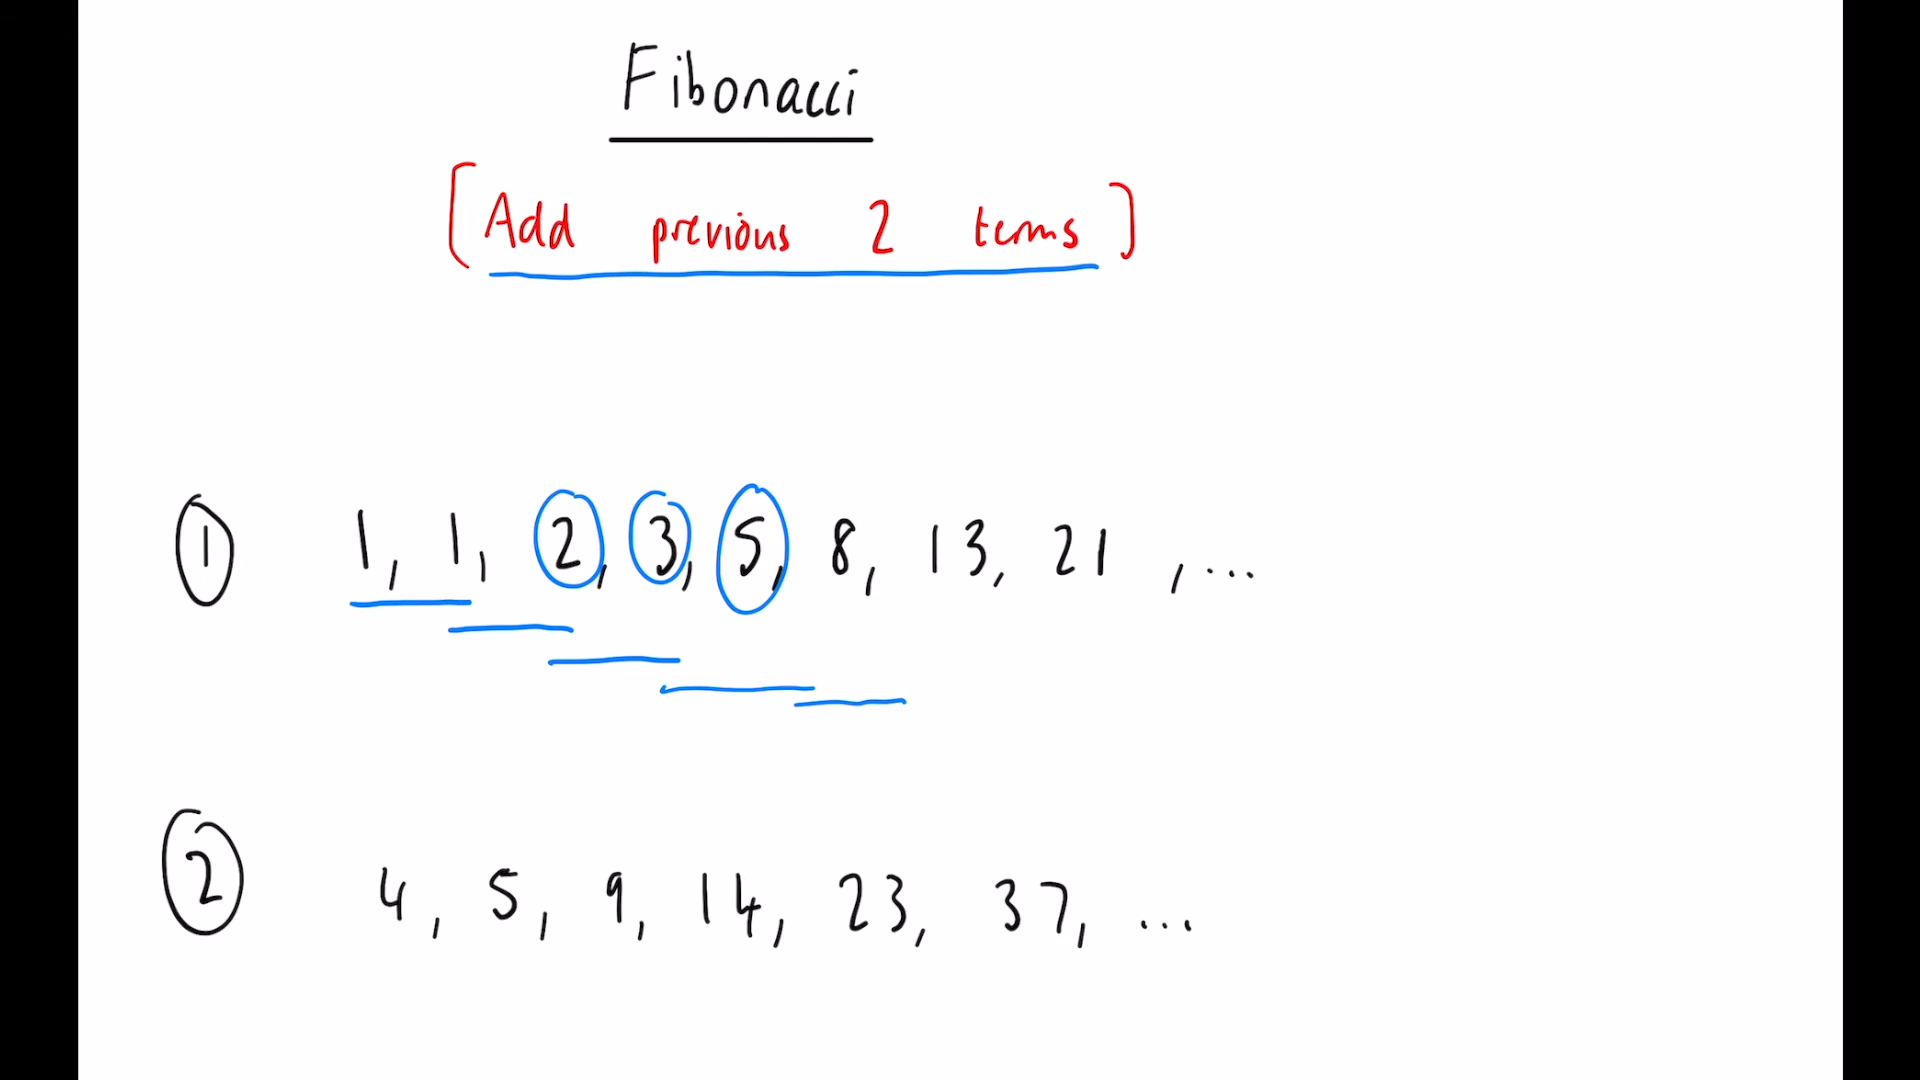 Fibonacci
[Add previous 2 terms]
1 1, 1, 2, 3, 5, 8, 13, 21, ...
2 4, 5, 9, 14, 23, 37, ...